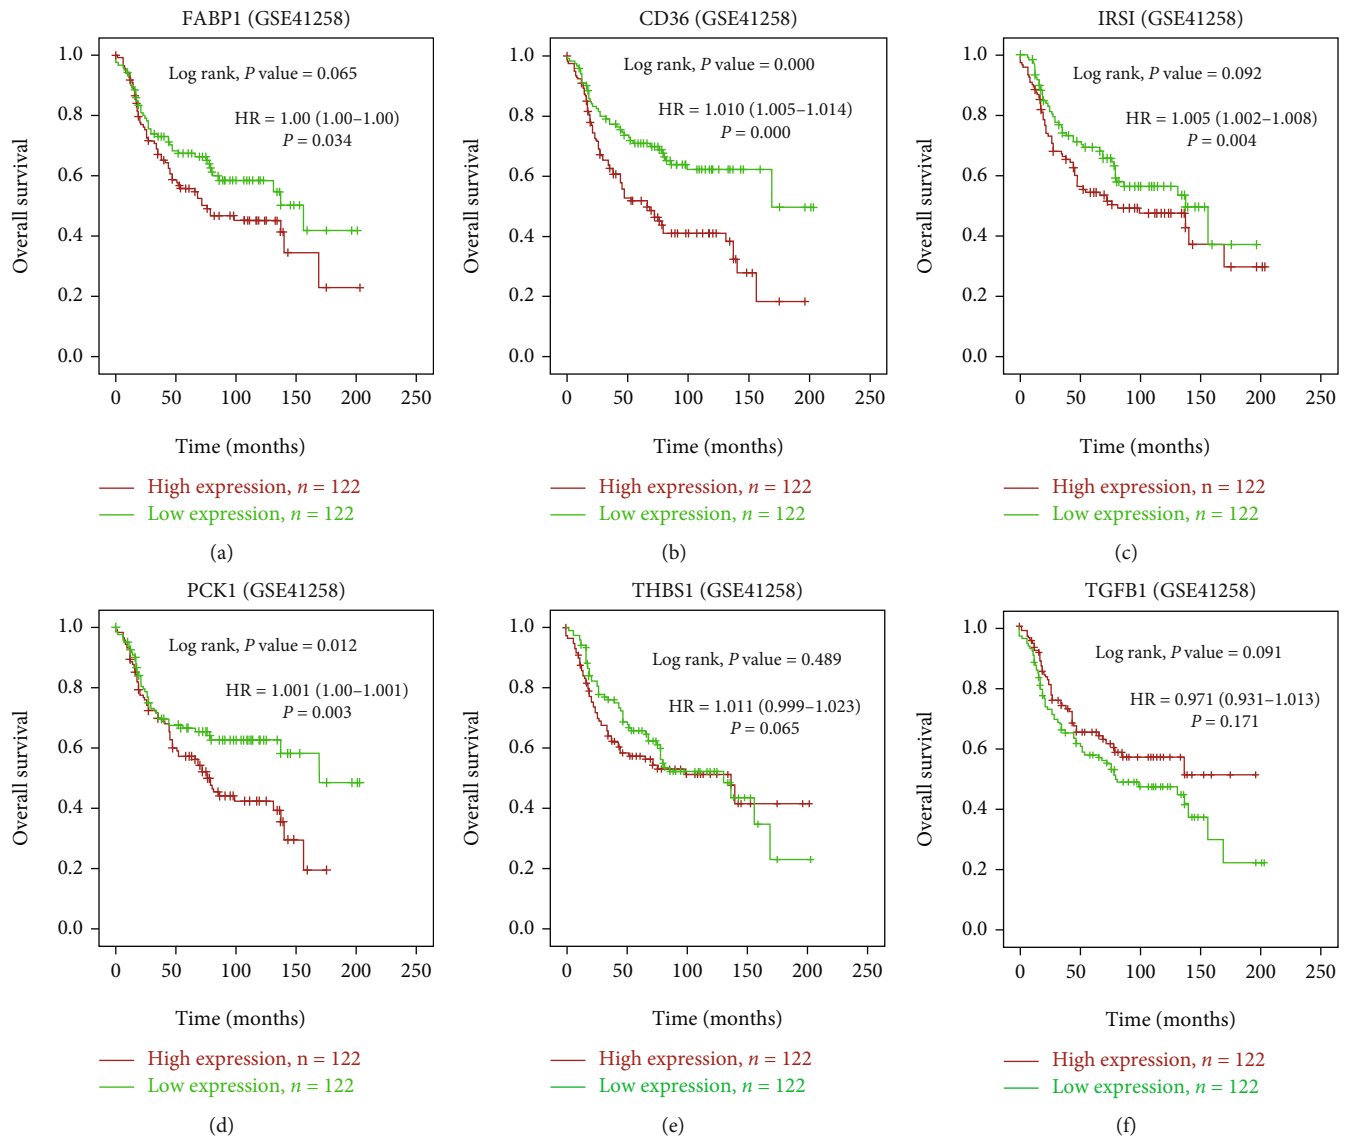 FABP1 (GSE41258)
Overall survival
1.0
0.8
0.6
0.4
0.2
0.0
Log rank, P value = 0.065
HR = 1.00 (1.00–1.00)
P = 0.034
0 50 100 150 200 250
Time (months)
High expression, n = 122
Low expression, n = 122
(a)
CD36 (GSE41258)
Overall survival
1.0
0.8
0.6
0.4
0.2
0.0
Log rank, P value = 0.000
HR = 1.010 (1.005–1.014)
P = 0.000
0 50 100 150 200 250
Time (months)
High expression, n = 122
Low expression, n = 122
(b)
IRSI (GSE41258)
Overall survival
1.0
0.8
0.6
0.4
0.2
0.0
Log rank, P value = 0.092
HR = 1.005 (1.002–1.008)
P = 0.004
0 50 100 150 200 250
Time (months)
High expression, n = 122
Low expression, n = 122
(c)
PCK1 (GSE41258)
Overall survival
1.0
0.8
0.6
0.4
0.2
0.0
Log rank, P value = 0.012
HR = 1.001 (1.00–1.001)
P = 0.003
0 50 100 150 200 250
Time (months)
High expression, n = 122
Low expression, n = 122
(d)
THBS1 (GSE41258)
Overall survival
1.0
0.8
0.6
0.4
0.2
0.0
Log rank, P value = 0.489
HR = 1.011 (0.999–1.023)
P = 0.065
0 50 100 150 200 250
Time (months)
High expression, n = 122
Low expression, n = 122
(e)
TGFB1 (GSE41258)
Overall survival
1.0
0.8
0.6
0.4
0.2
0.0
Log rank, P value = 0.091
HR = 0.971 (0.931–1.013)
P = 0.171
0 50 100 150 200 250
Time (months)
High expression, n = 122
Low expression, n = 122
(f)